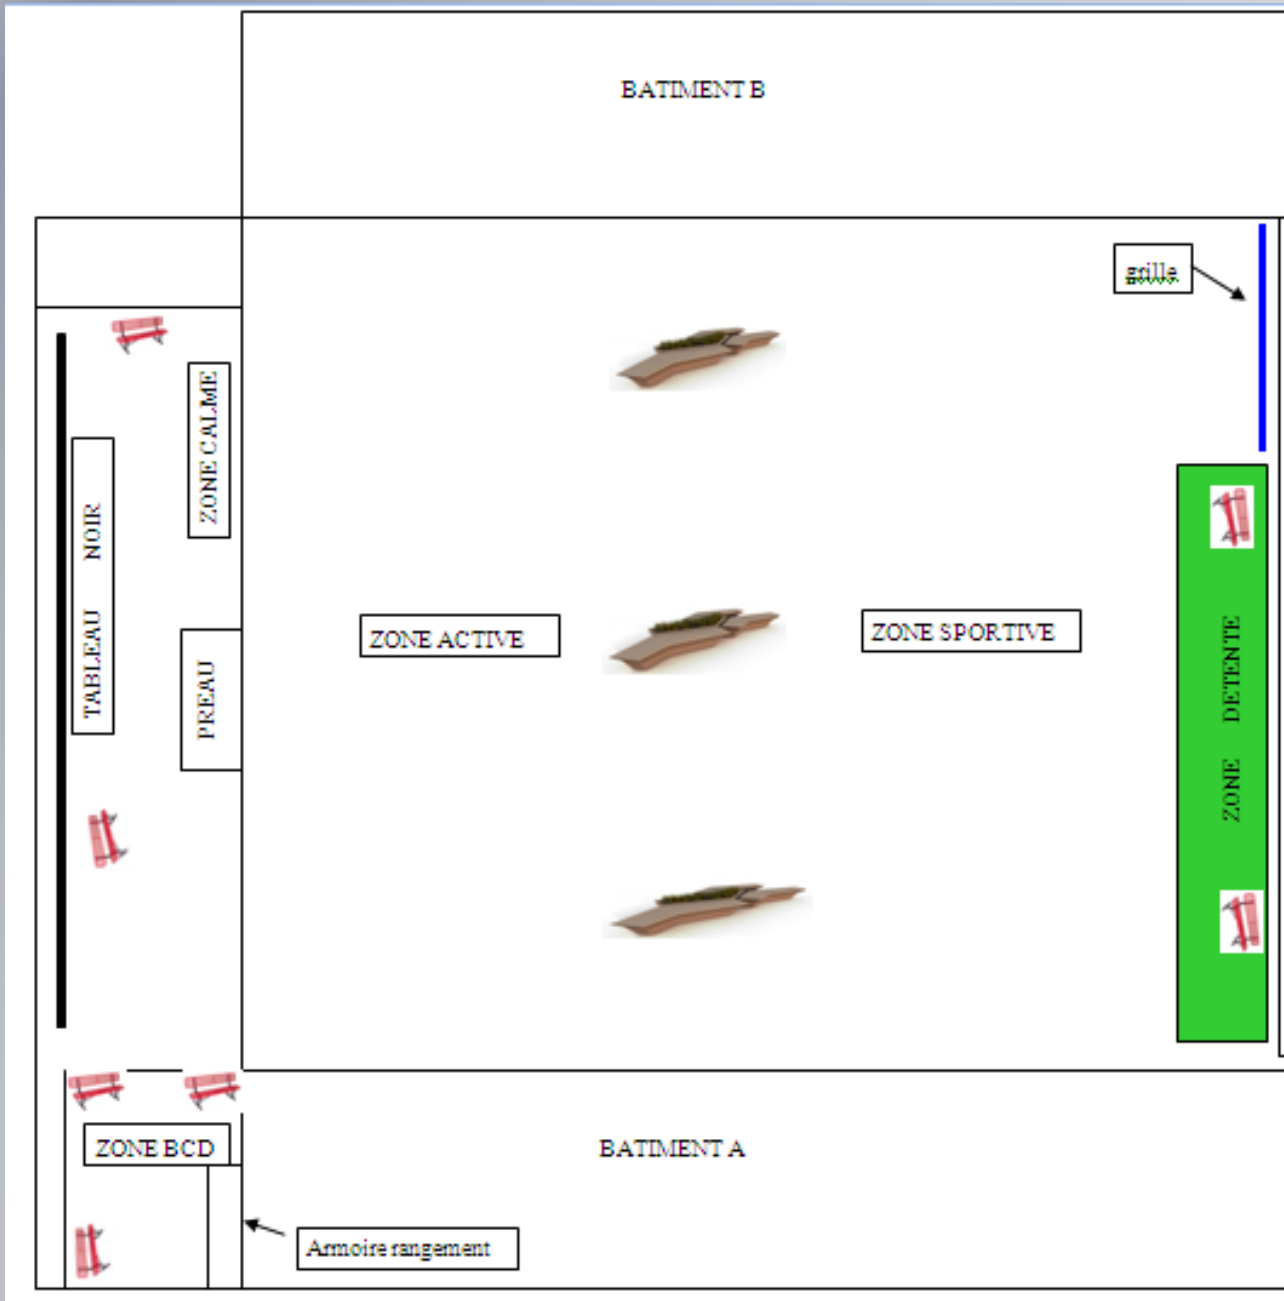 BATIMENT B
grille
ZONE CALME
TABLEAU NOIR
PREAU
ZONE ACTIVE
ZONE SPORTIVE
ZONE DETENTE
ZONE BCD
BATIMENT A
Armoire rangement